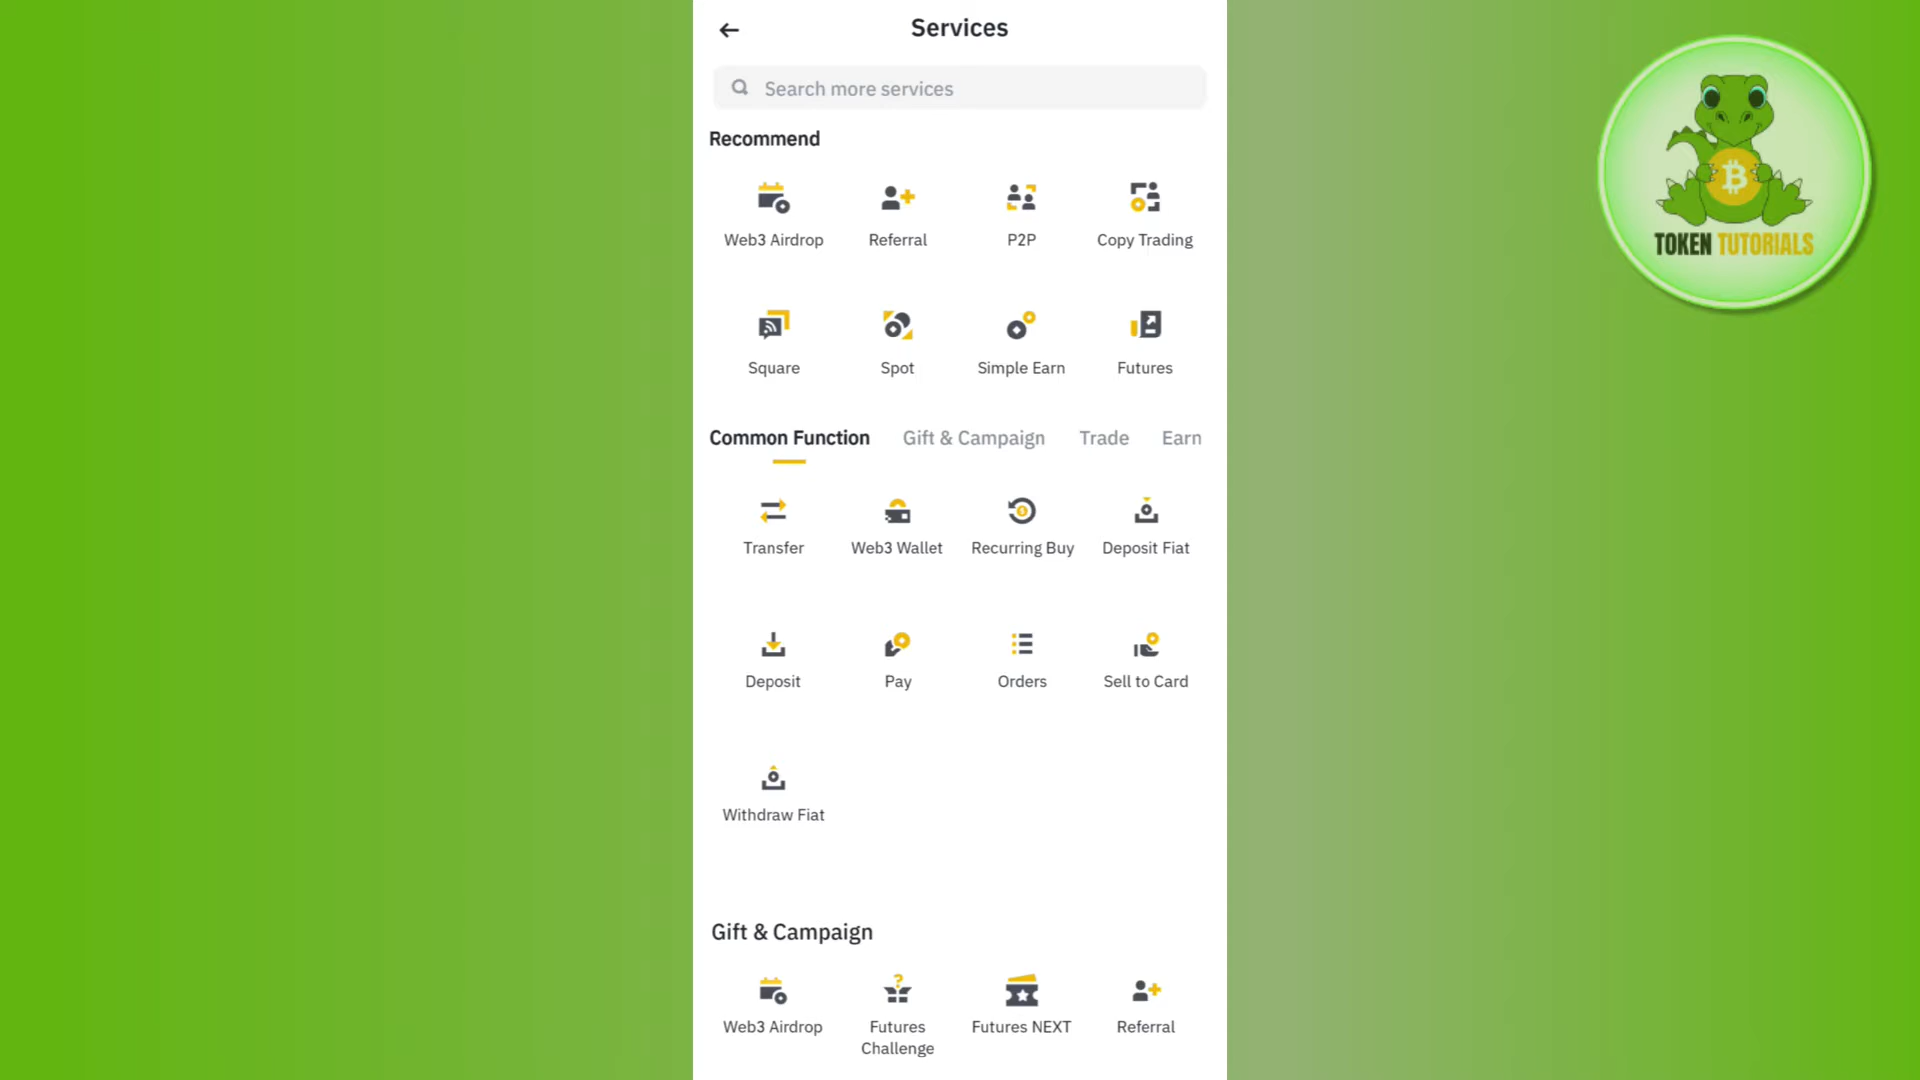 Services
Search more services
Recommend
Web3 Airdrop
Referral
P2P
Copy Trading
Square
Spot
Simple Earn
Futures
Common Function
Gift & Campaign
Trade
Earn
Transfer
Web3 Wallet
Recurring Buy
Deposit Fiat
Deposit
Pay
Orders
Sell to Card
Withdraw Fiat
Gift & Campaign
Web3 Airdrop
Futures
Challenge
Futures NEXT
Referral
TOKEN TUTORIALS